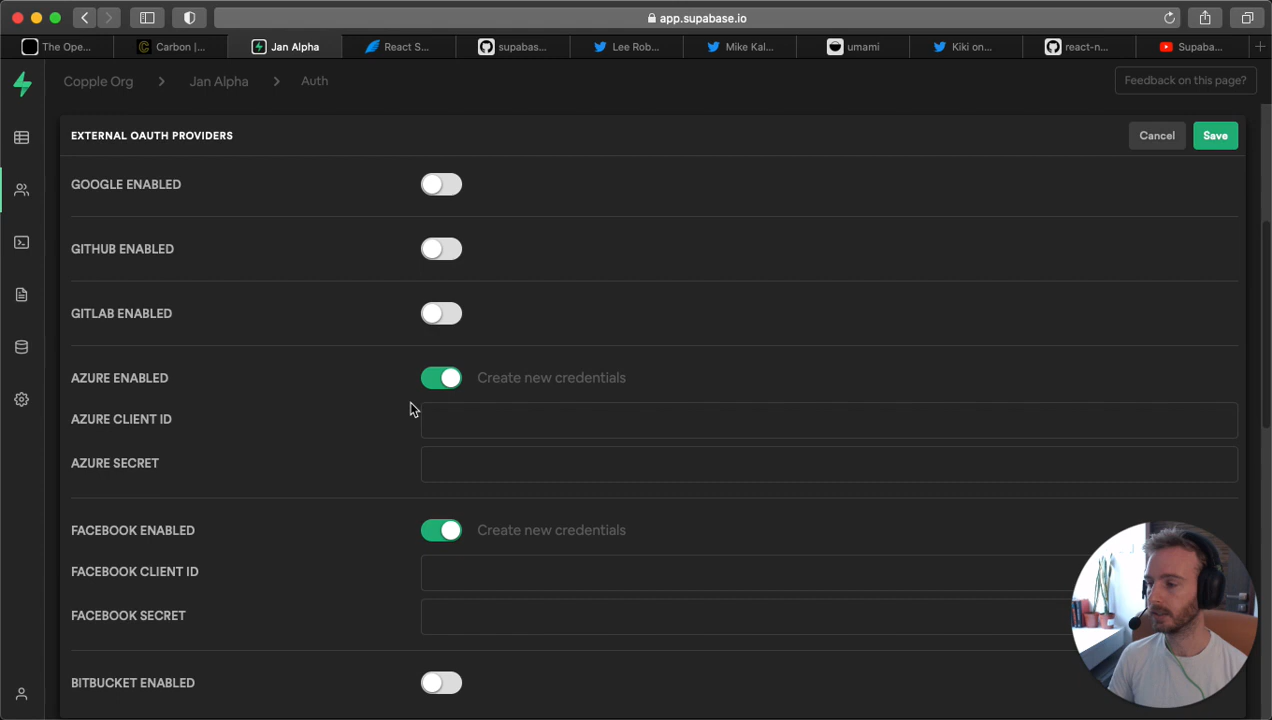 app.supabase.io
The Ope...
Carbon |...
Jan Alpha
React S...
supabas...
Lee Rob...
Mike Kal...
umami
Kiki on...
react-n...
Supaba...
Copple Org > Jan Alpha > Auth
Feedback on this page?
EXTERNAL OAUTH PROVIDERS
Cancel
Save
GOOGLE ENABLED
GITHUB ENABLED
GITLAB ENABLED
AZURE ENABLED Create new credentials
AZURE CLIENT ID
AZURE SECRET
FACEBOOK ENABLED Create new credentials
FACEBOOK CLIENT ID
FACEBOOK SECRET
BITBUCKET ENABLED